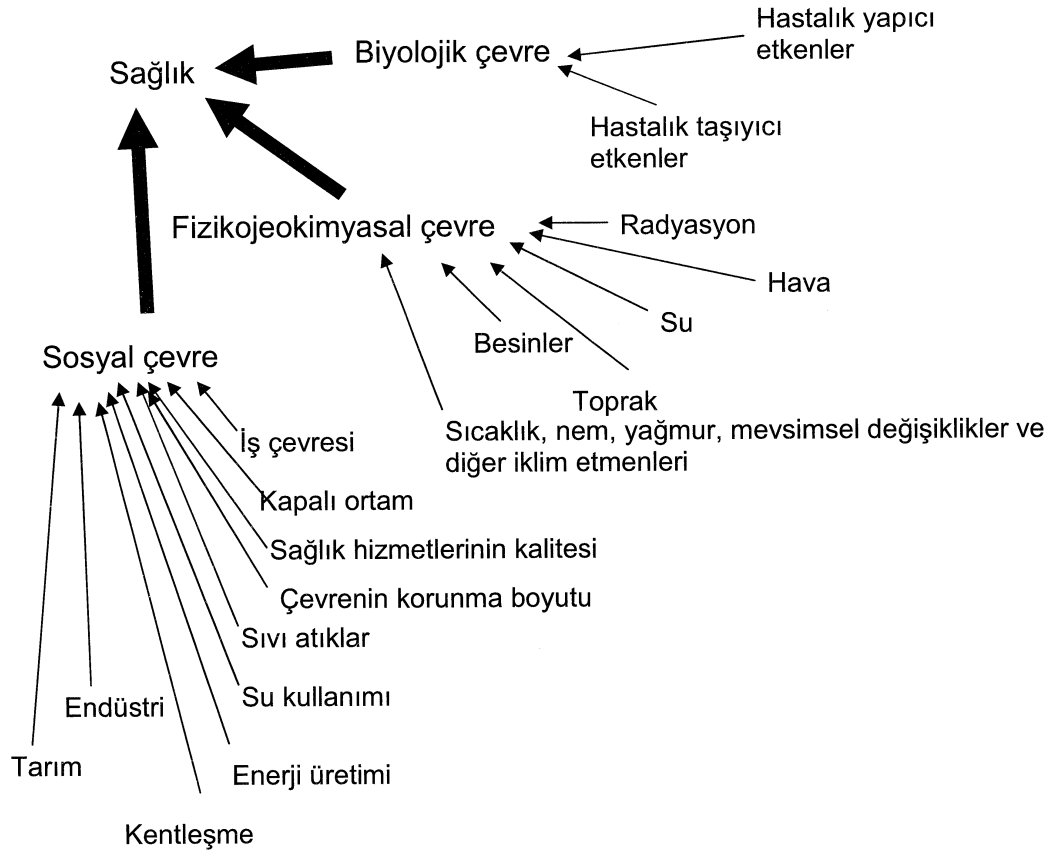 Hastalık yapıcı
etkenler
Biyolojik çevre
Sağlık
Hastalık taşıyıcı
etkenler
Fizikojeokimyasal çevre
Radyasyon
Hava
Su
Besinler
Sosyal çevre
Toprak
Sıcaklık, nem, yağmur, mevsimsel değişiklikler ve
diğer iklim etmenleri
İş çevresi
Kapalı ortam
Sağlık hizmetlerinin kalitesi
Çevrenin korunma boyutu
Sıvı atıklar
Su kullanımı
Endüstri
Tarım
Enerji üretimi
Kentleşme